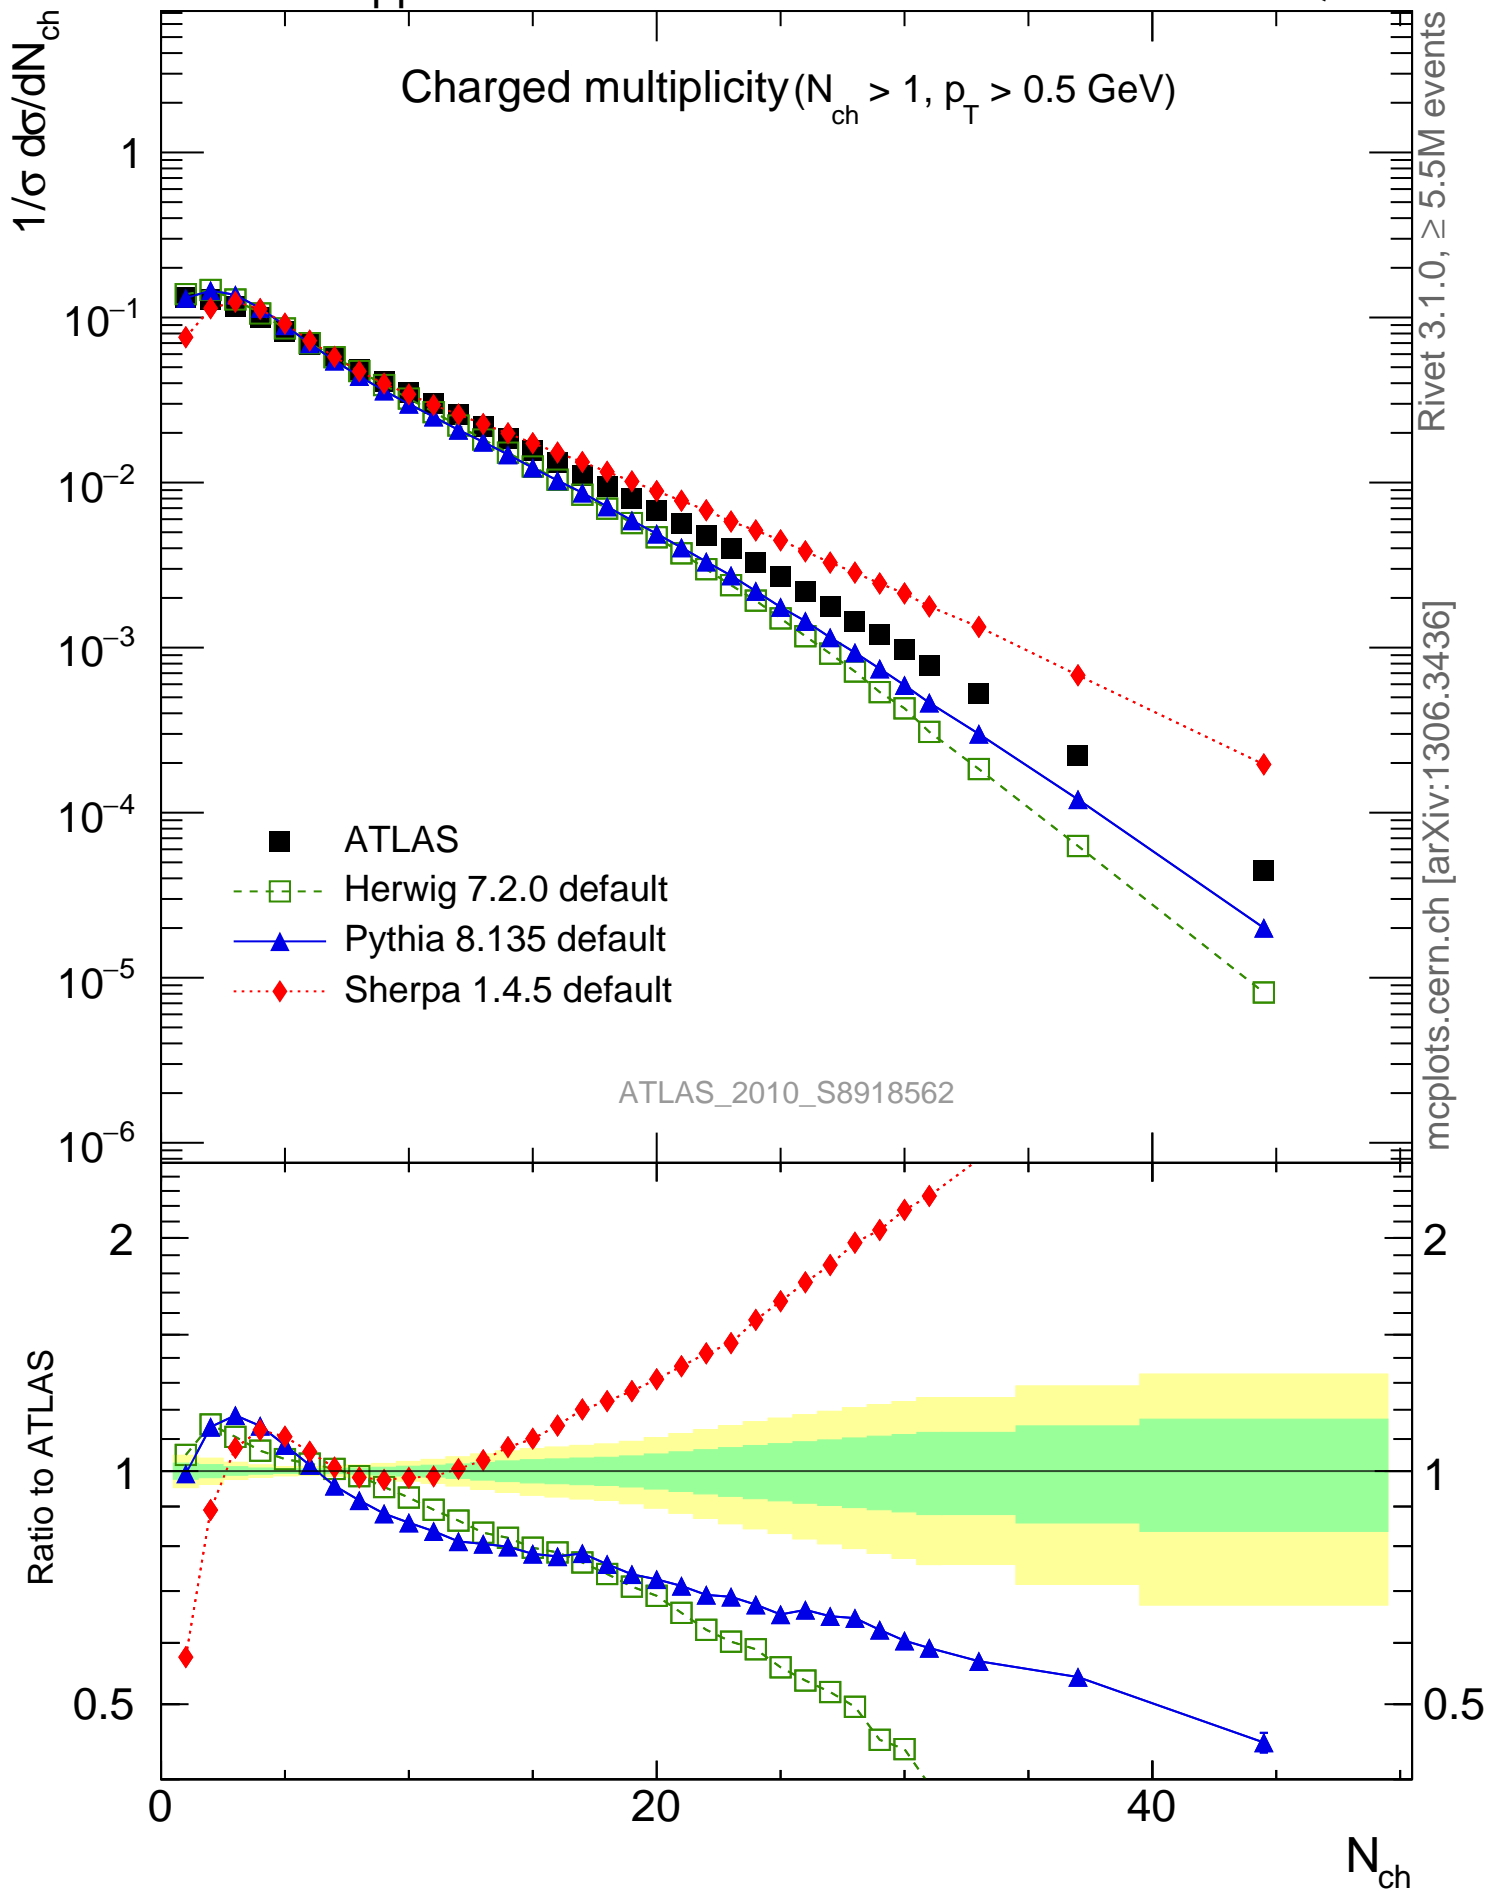 1/σ dσ/dN_ch
Charged multiplicity (N_ch > 1, p_T > 0.5 GeV)
1
10⁻¹
10⁻²
10⁻³
10⁻⁴
10⁻⁵
10⁻⁶
ATLAS
Herwig 7.2.0 default
Pythia 8.135 default
Sherpa 1.4.5 default
ATLAS_2010_S8918562
Rivet 3.1.0, ≥ 5.5M events
mcplots.cern.ch [arXiv:1306.3436]
Ratio to ATLAS
2
1
0.5
2
1
0.5
0
20
40
N_ch